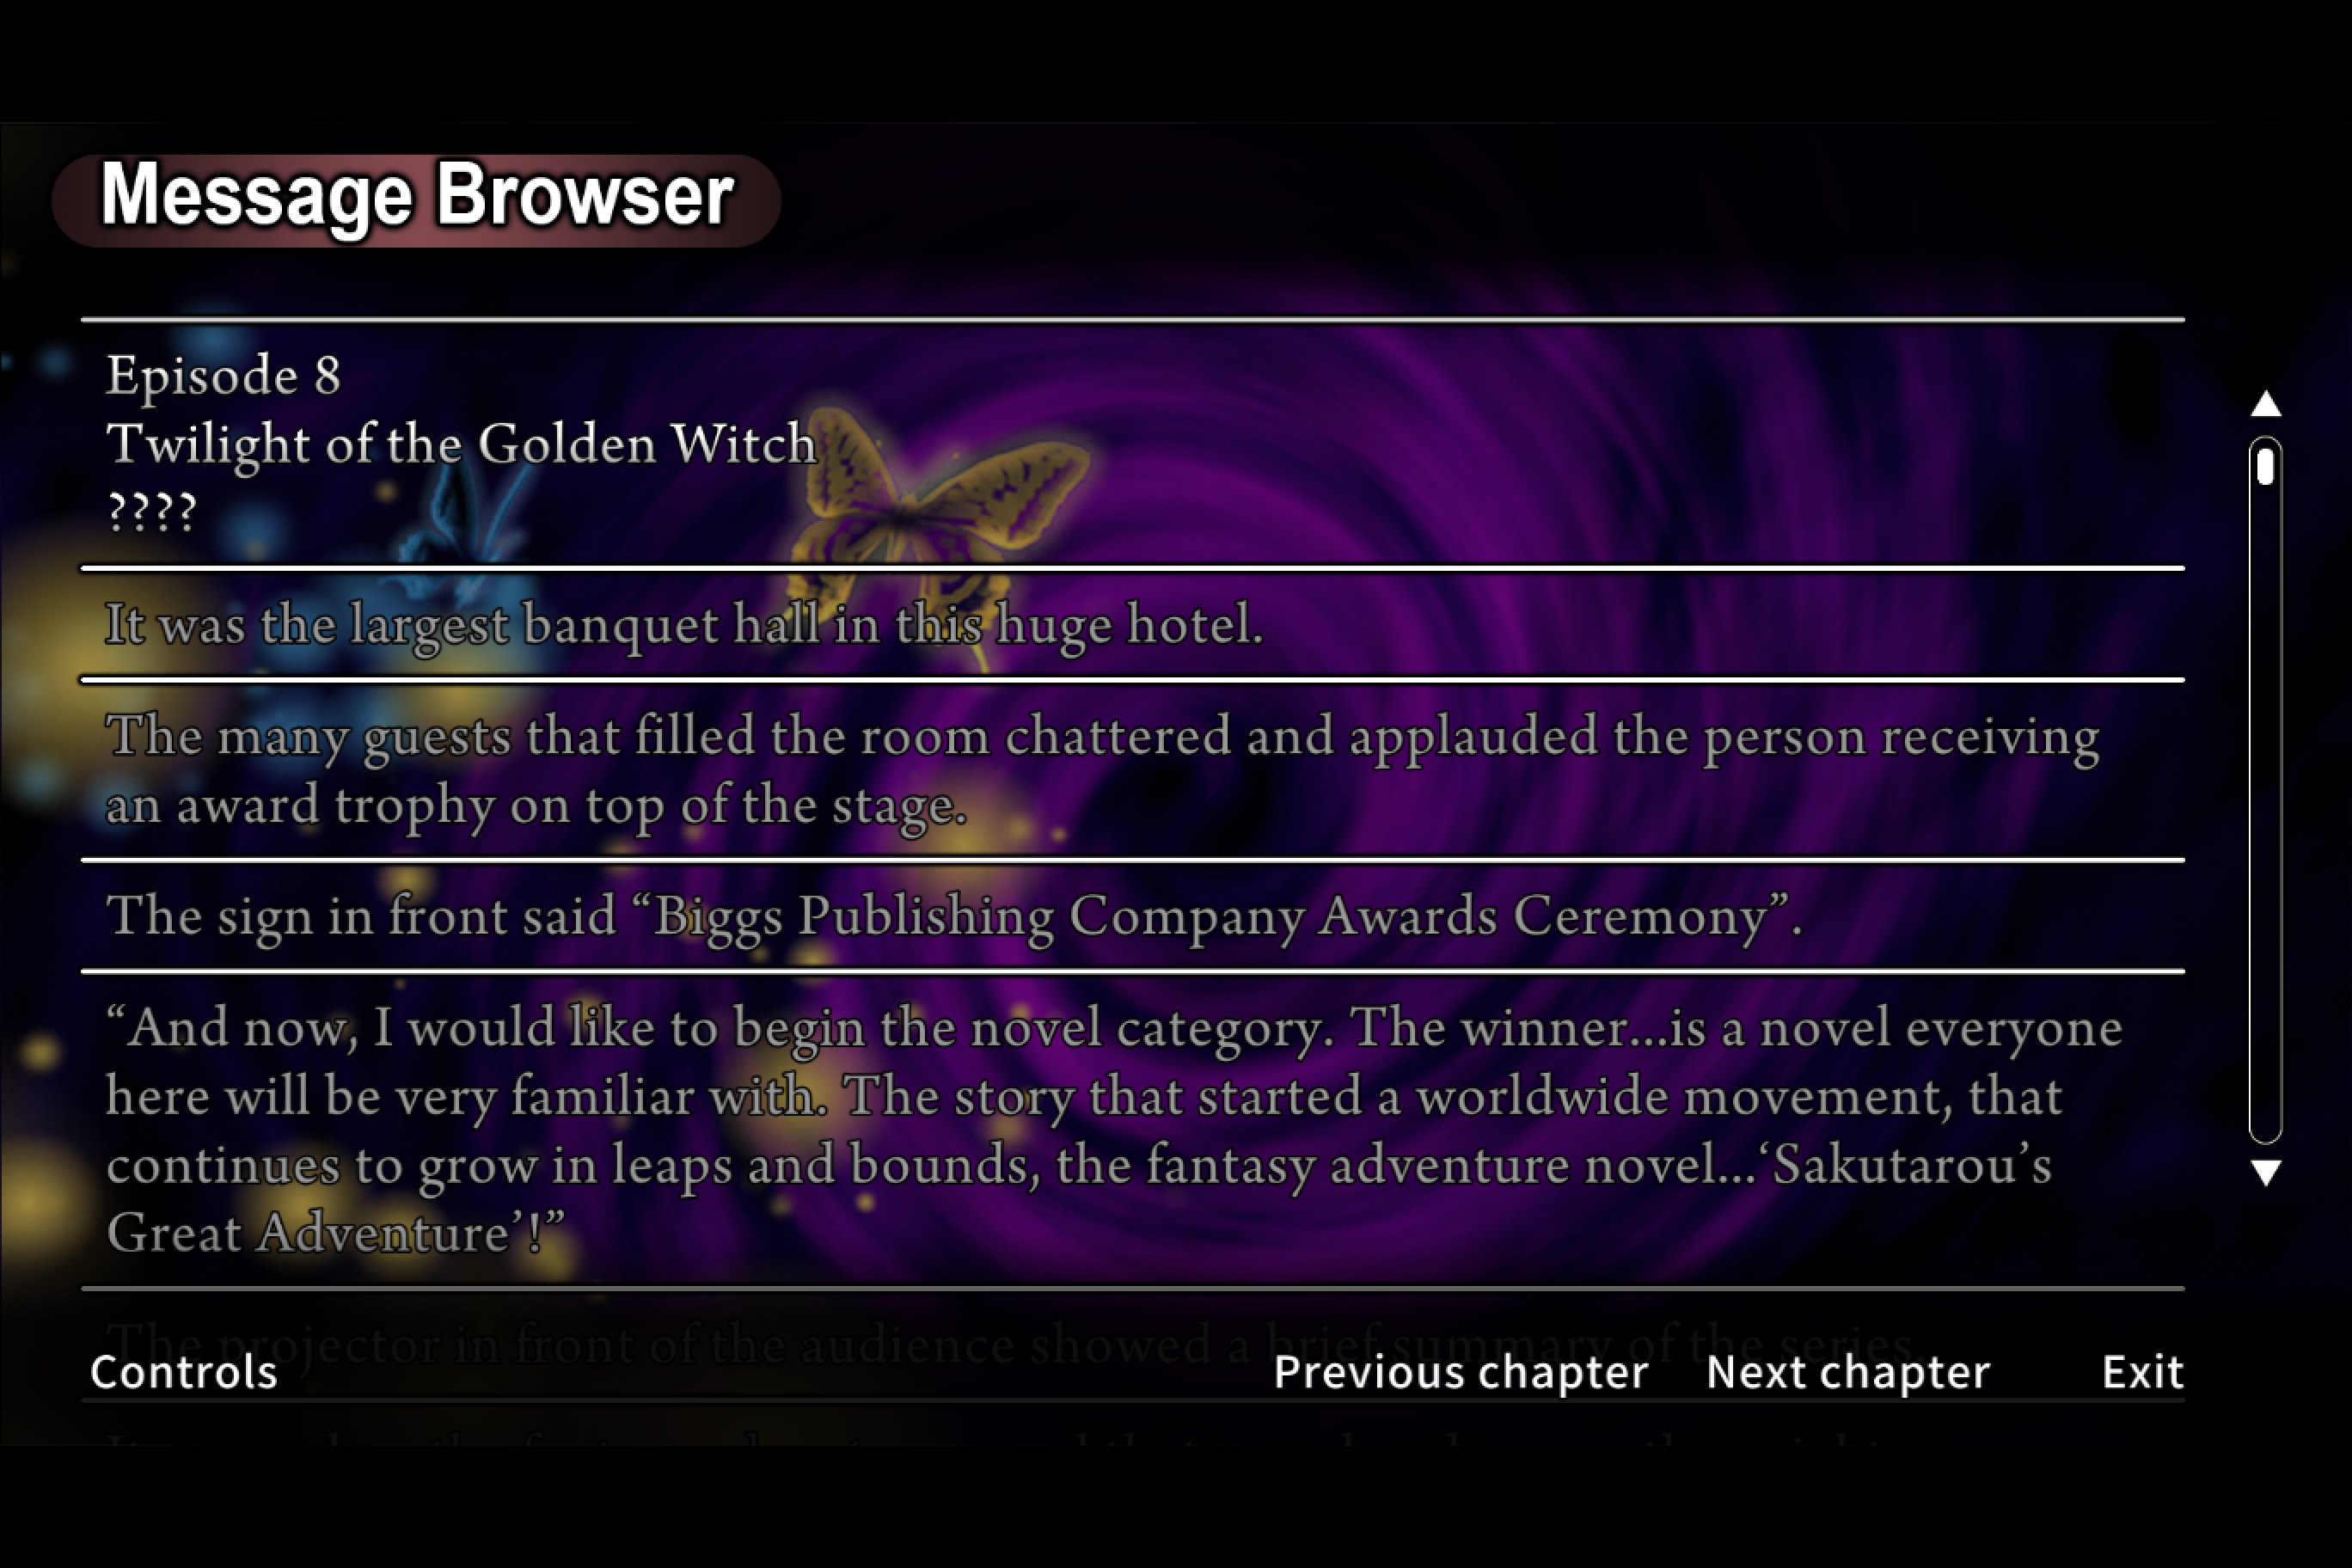 Message Browser
Episode 8
Twilight of the Golden Witch
????
It was the largest banquet hall in this huge hotel.
The many guests that filled the room chattered and applauded the person receiving
an award trophy on top of the stage.
The sign in front said “Biggs Publishing Company Awards Ceremony”.
“And now, I would like to begin the novel category. The winner...is a novel everyone
here will be very familiar with. The story that started a worldwide movement, that
continues to grow in leaps and bounds, the fantasy adventure novel...‘Sakutarou’s
Great Adventure’!”
The projector in front of the audience showed a brief summary of the series.
Controls
Previous chapter
Next chapter
Exit